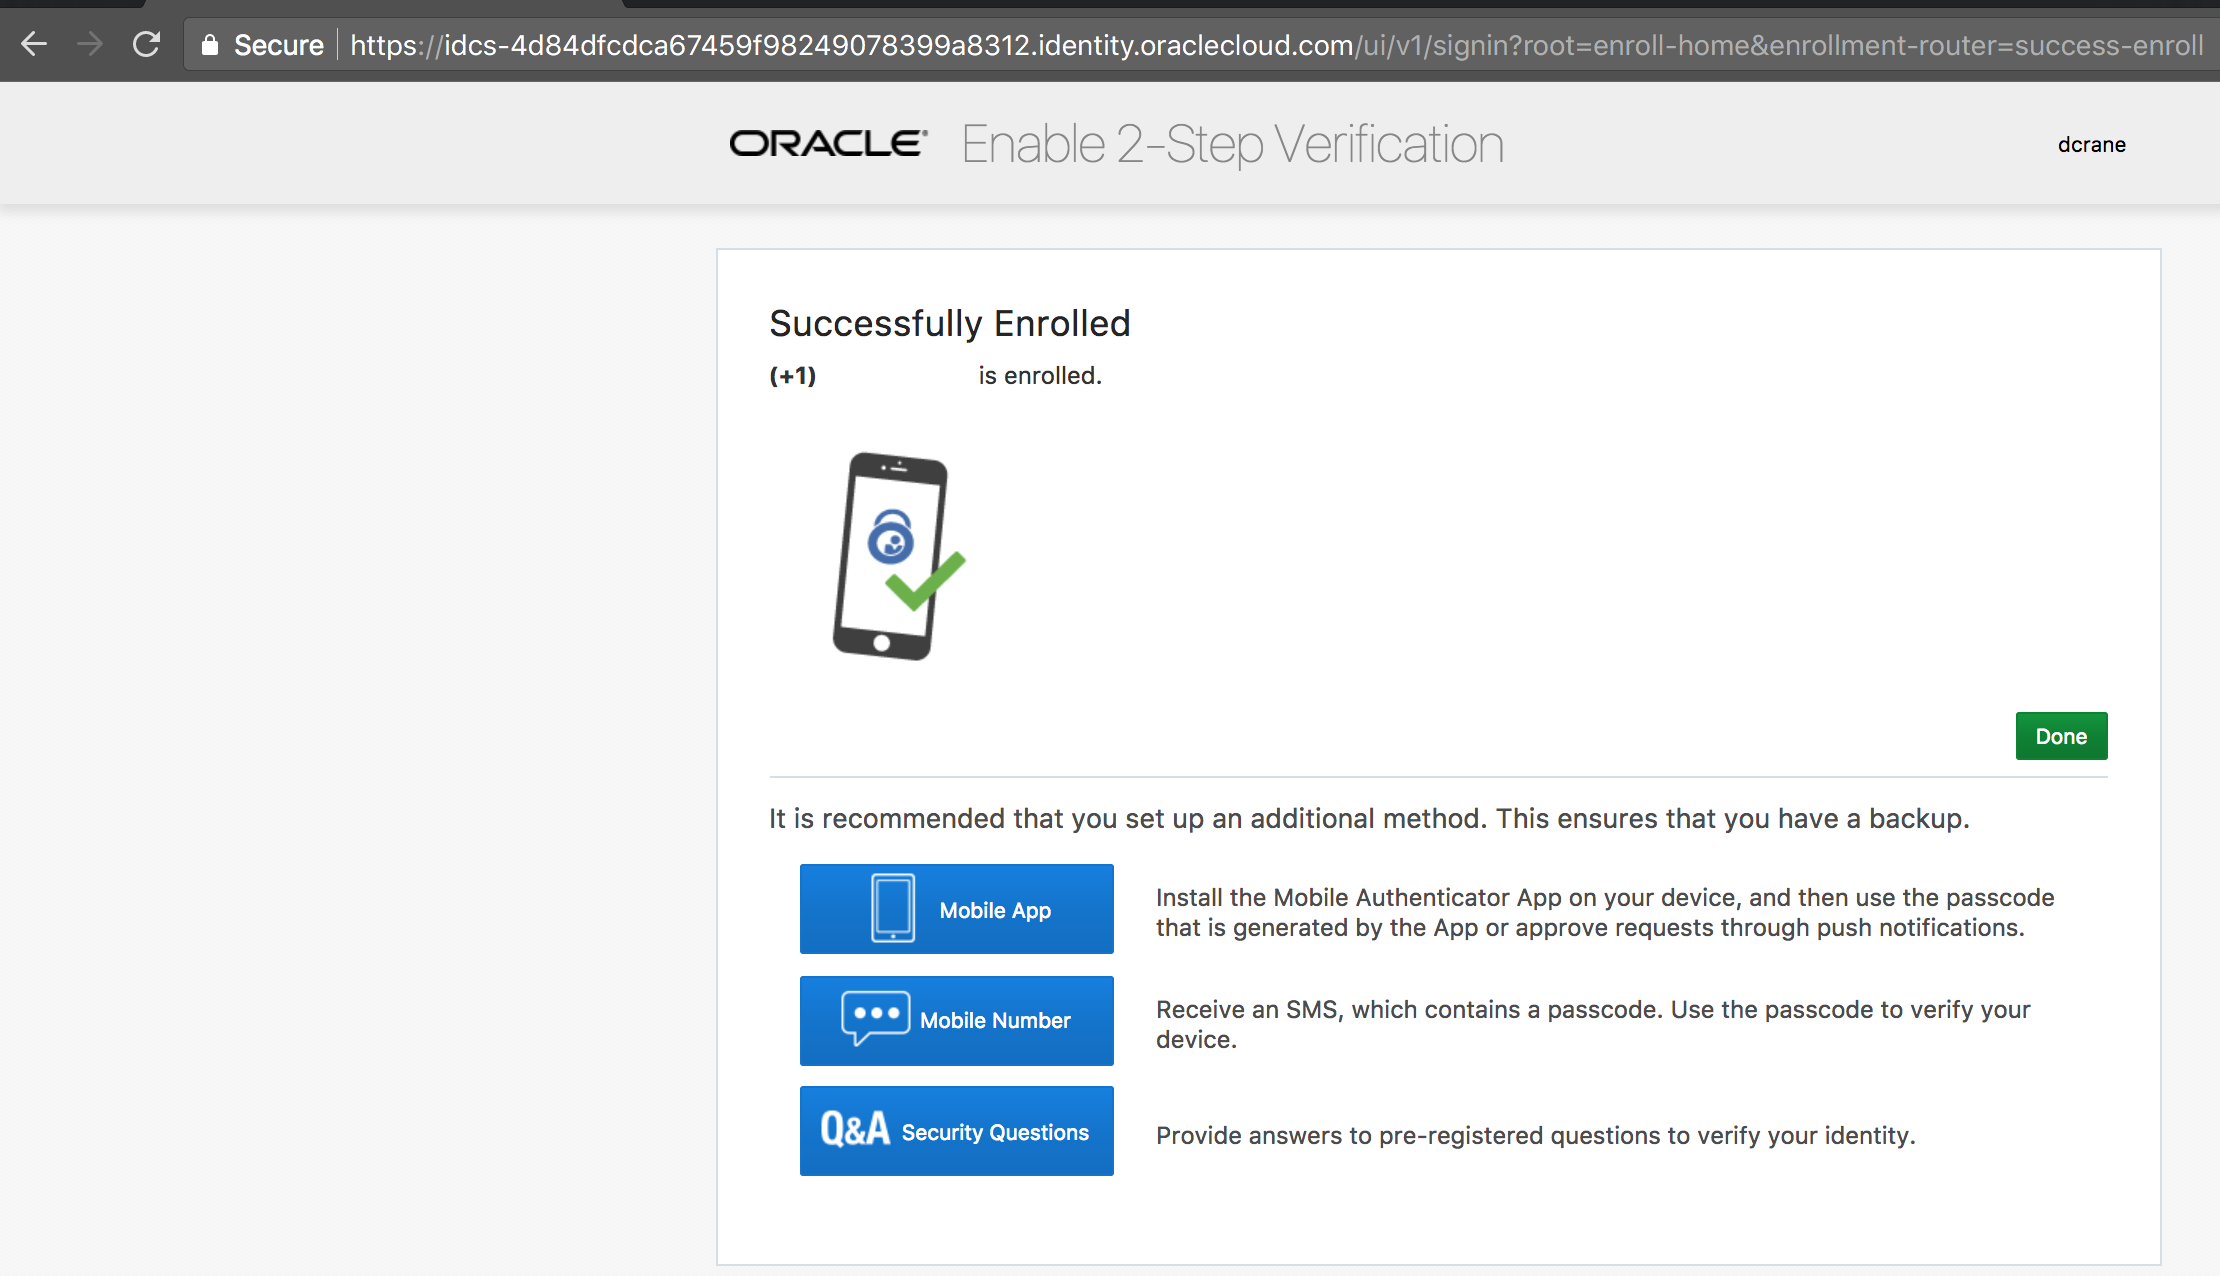 Secure https://idcs-4d84dfcdca67459f98249078399a8312.identity.oraclecloud.com/ui/v1/signin?root=enroll-home&enrollment-router=success-enroll
ORACLE® Enable 2-Step Verification
dcrane
Successfully Enrolled
(+1) is enrolled.
Done
It is recommended that you set up an additional method. This ensures that you have a backup.
Mobile App
Install the Mobile Authenticator App on your device, and then use the passcode
that is generated by the App or approve requests through push notifications.
Mobile Number
Receive an SMS, which contains a passcode. Use the passcode to verify your
device.
Q&A Security Questions
Provide answers to pre-registered questions to verify your identity.